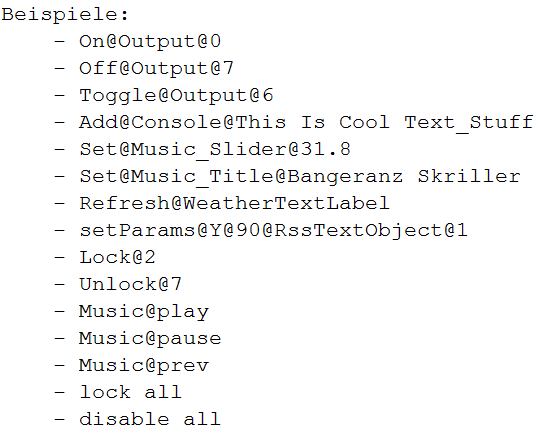 Beispiele:
- On@Output@0
- Off@Output@7
- Toggle@Output@6
- Add@Console@This Is Cool Text_Stuff
- Set@Music_Slider@31.8
- Set@Music_Title@Bangeranz Skriller
- Refresh@WeatherTextLabel
- setParams@Y@90@RssTextObject@1
- Lock@2
- Unlock@7
- Music@play
- Music@pause
- Music@prev
- lock all
- disable all